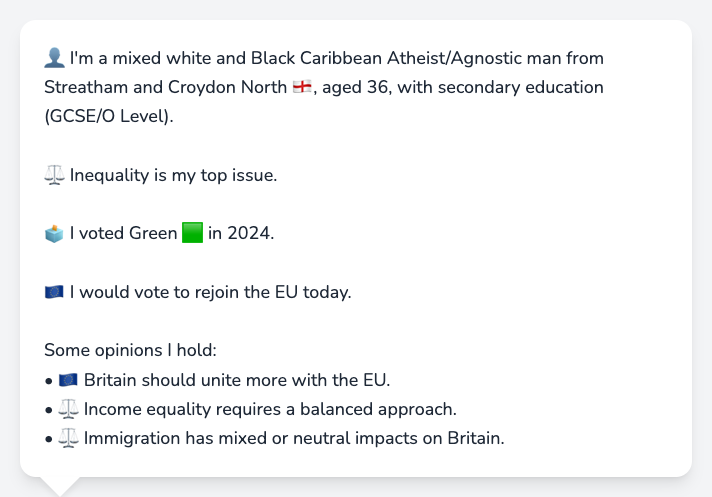 👤 I'm a mixed white and Black Caribbean Atheist/Agnostic man from
Streatham and Croydon North 🏴󠁧󠁢󠁥󠁮󠁧󠁿, aged 36, with secondary education
(GCSE/O Level).
⚖️ Inequality is my top issue.
🗳️ I voted Green 🟩 in 2024.
🇪🇺 I would vote to rejoin the EU today.
Some opinions I hold:
• 🇪🇺 Britain should unite more with the EU.
• ⚖️ Income equality requires a balanced approach.
• ⚖️ Immigration has mixed or neutral impacts on Britain.